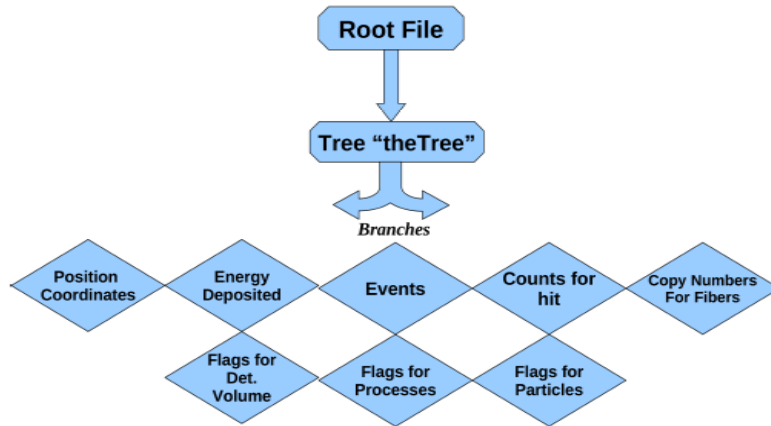 Root File
Tree “theTree”
Branches
Position
Coordinates
Energy
Deposited
Events
Counts for
hit
Copy Numbers
For Fibers
Flags for
Det.
Volume
Flags for
Processes
Flags for
Particles